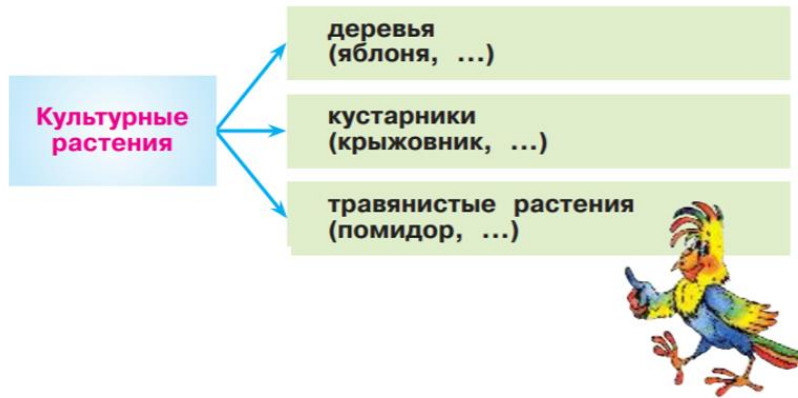 Культурные
растения
деревья
(яблоня, ...)
кустарники
(крыжовник, ...)
травянистые растения
(помидор, ...)